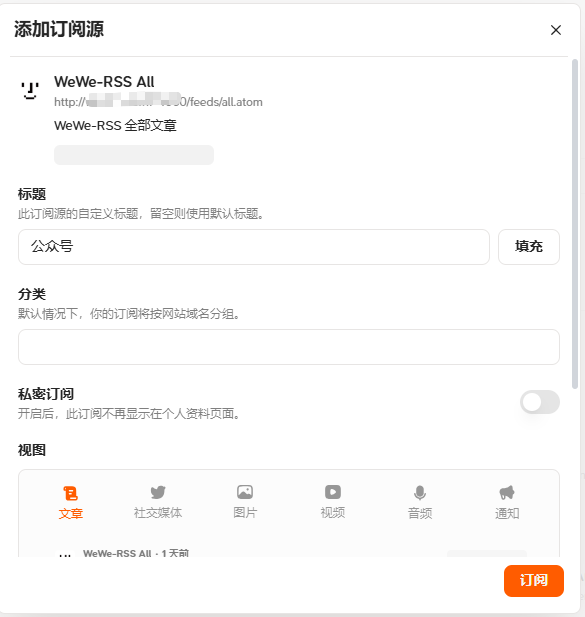 添加订阅源
WeWe-RSS All
http:// 0/feeds/all.atom
WeWe-RSS 全部文章
标题
此订阅源的自定义标题，留空则使用默认标题。
公众号 填充
分类
默认情况下，你的订阅将按网站域名分组。
私密订阅
开启后，此订阅不再显示在个人资料页面。
视图
文章 社交媒体 图片 视频 音频 通知
WeWe-RSS All · 1 天前
订阅